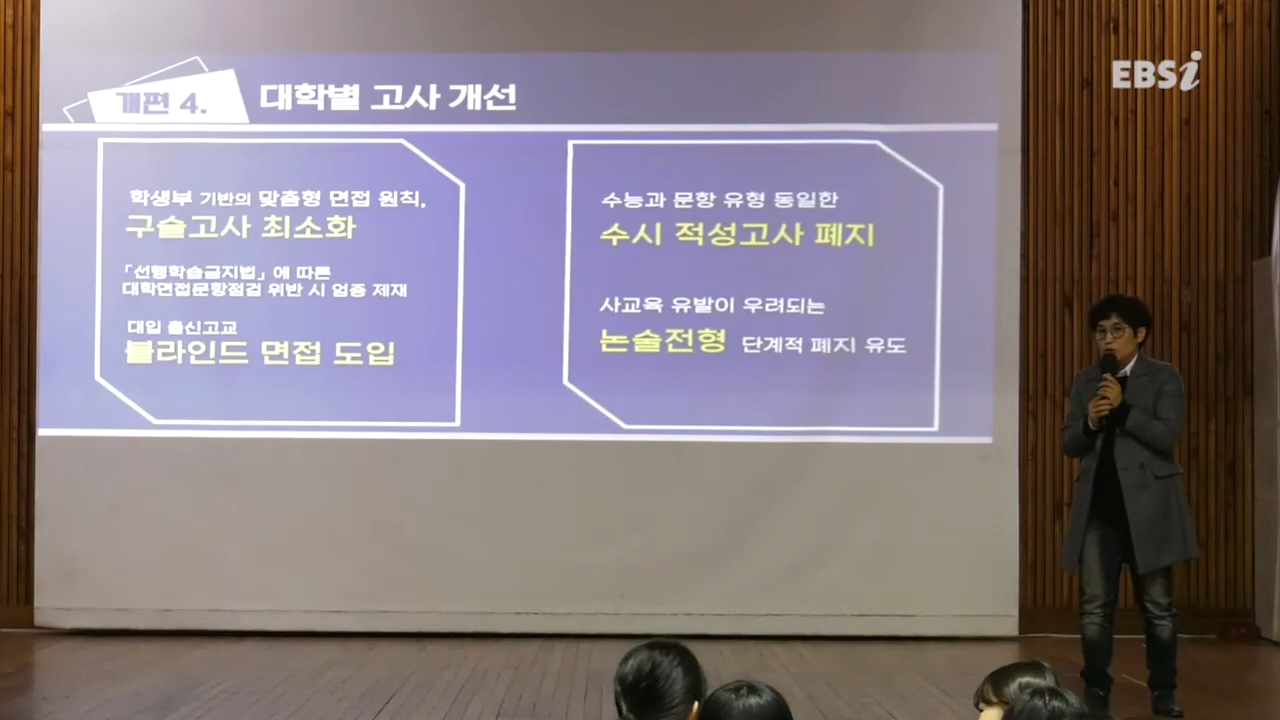 EBSi
개편 4.
대학별 고사 개선
학생부 기반의 맞춤형 면접 원칙.
구술고사 최소화
「선행학습금지법」에 따른
대학면접문항점검 위반 시 엄중 제재
대입 출신고교
블라인드 면접 도입
수능과 문항 유형 동일한
수시 적성고사 폐지
사교육 유발이 우려되는
논술전형 단계적 폐지 유도